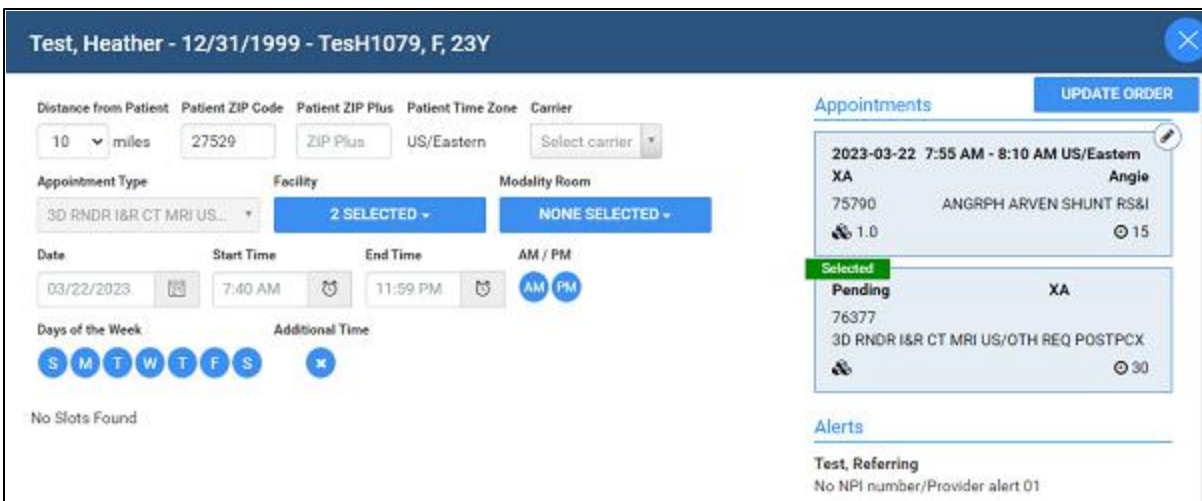 Test, Heather - 12/31/1999 - TesH1079, F, 23Y
Distance from Patient Patient ZIP Code Patient ZIP Plus Patient Time Zone Carrier
10 miles 27529 ZIP Plus US/Eastern Select carrier
Appointment Type Facility Modality Room
3D RNDR I&R CT MRI US... 2 SELECTED NONE SELECTED
Date Start Time End Time AM / PM
03/22/2023 7:40 AM 11:59 PM AM PM
Days of the Week Additional Time
S M T W T F S
No Slots Found
UPDATE ORDER
Appointments
2023-03-22 7:55 AM - 8:10 AM US/Eastern
XA Angie
75790 ANGRPH ARVEN SHUNT RS&I
1.0 15
Selected
Pending XA
76377
3D RNDR I&R CT MRI US/OTH REQ POSTPCX
30
Alerts
Test, Referring
No NPI number/Provider alert 01